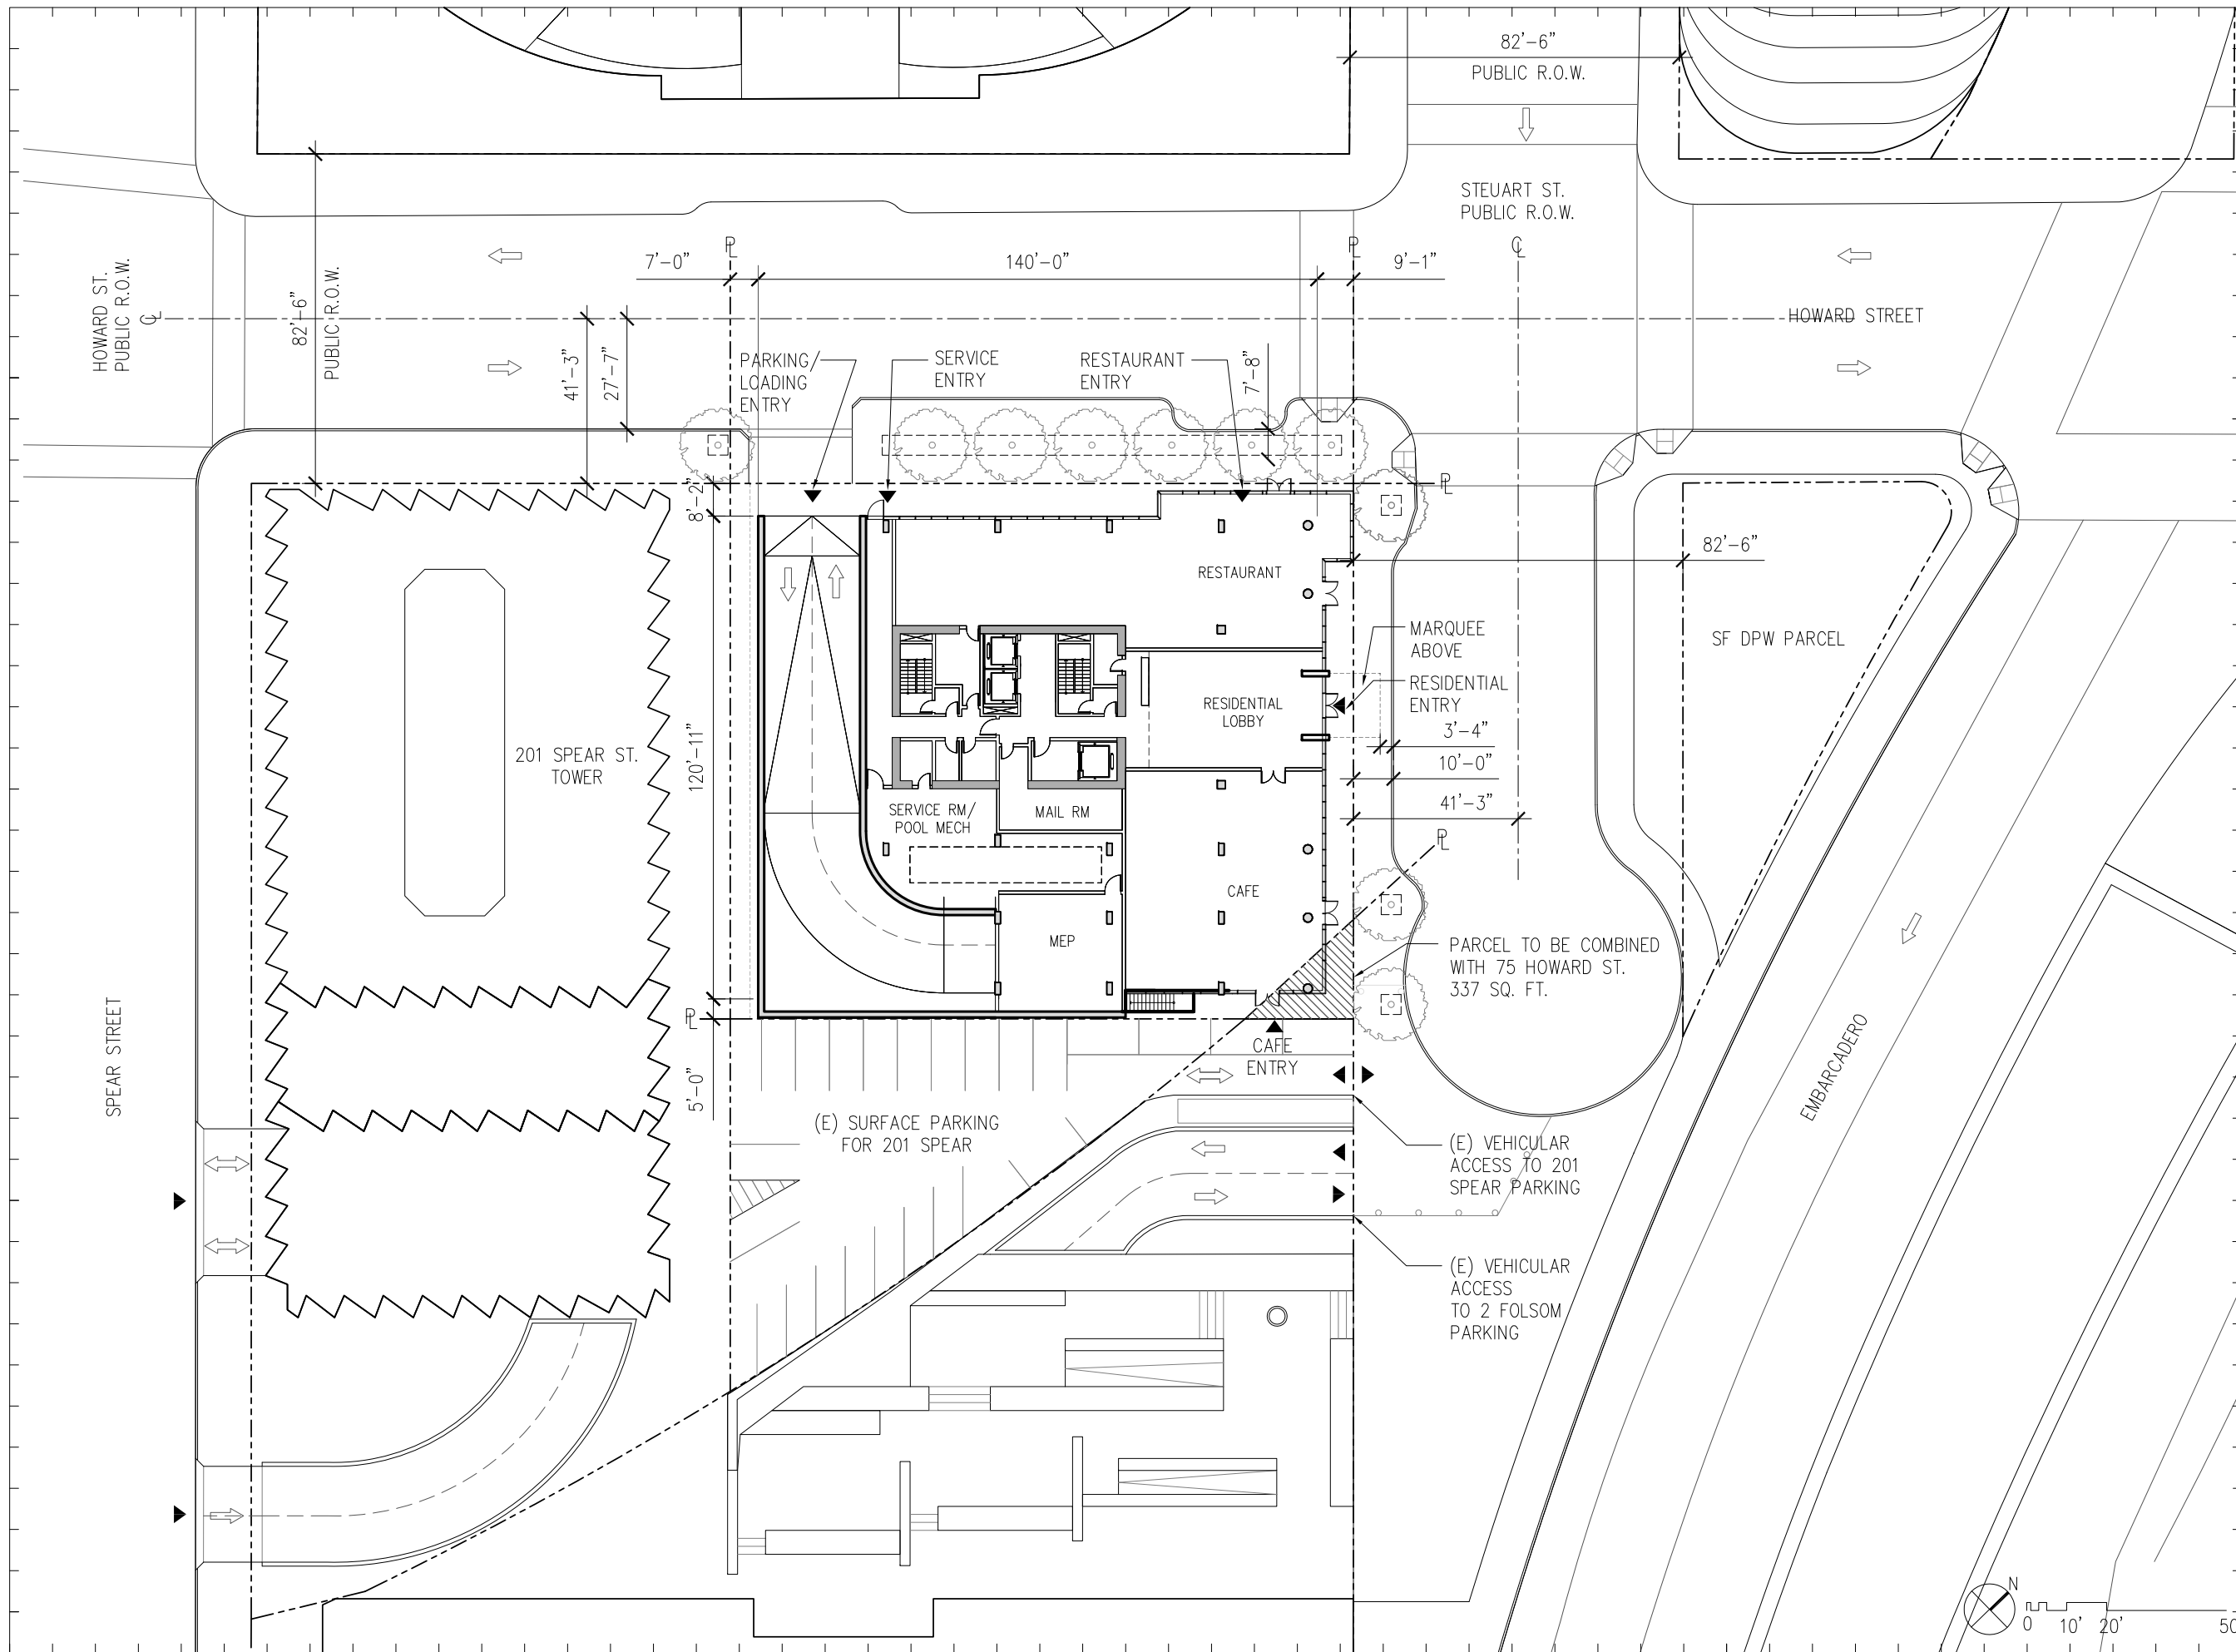 82'-6"
PUBLIC R.O.W.
STEUART ST.
PUBLIC R.O.W.
7'-0"
140'-0"
9'-1"
HOWARD ST.
PUBLIC R.O.W.
82'-6"
PUBLIC R.O.W.
41'-3"
27'-7"
HOWARD STREET
PARKING/
LOADING
ENTRY
SERVICE
ENTRY
RESTAURANT
ENTRY
7'-8"
8'-2"
82'-6"
RESTAURANT
MARQUEE
ABOVE
SF DPW PARCEL
RESIDENTIAL
ENTRY
RESIDENTIAL
LOBBY
3'-4"
10'-0"
41'-3"
201 SPEAR ST.
TOWER
120'-11"
SERVICE RM/
POOL MECH
MAIL RM
CAFE
MEP
PARCEL TO BE COMBINED
WITH 75 HOWARD ST.
337 SQ. FT.
SPEAR STREET
CAFE
ENTRY
5'-0"
EMBARCADERO
(E) SURFACE PARKING
FOR 201 SPEAR
(E) VEHICULAR
ACCESS TO 201
SPEAR PARKING
(E) VEHICULAR
ACCESS
TO 2 FOLSOM
PARKING
N
0 10' 20' 50